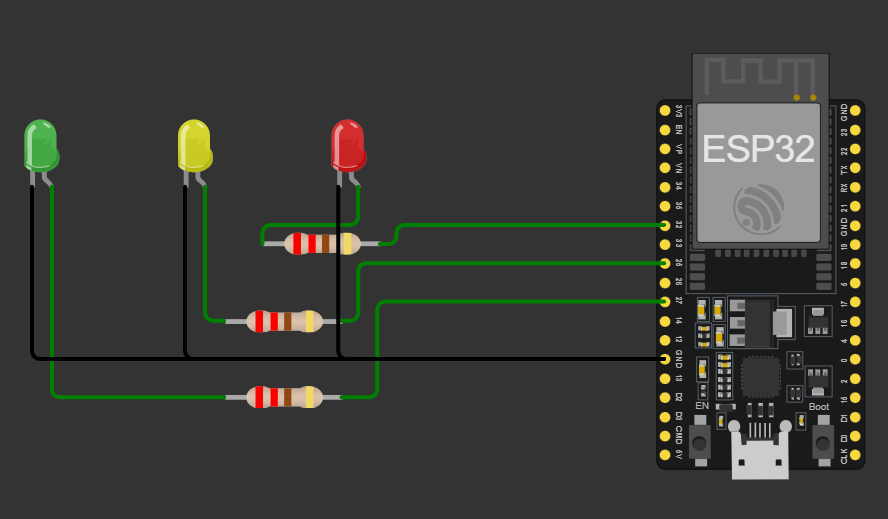 ESP32
3V3
EN
VP
VN
34
35
32
33
25
26
27
14
12
GND
13
D2
D3
CMD
5V
GND
23
22
TX
RX
21
GND
19
18
5
17
16
4
0
2
15
D1
D0
CLK
EN
Boot